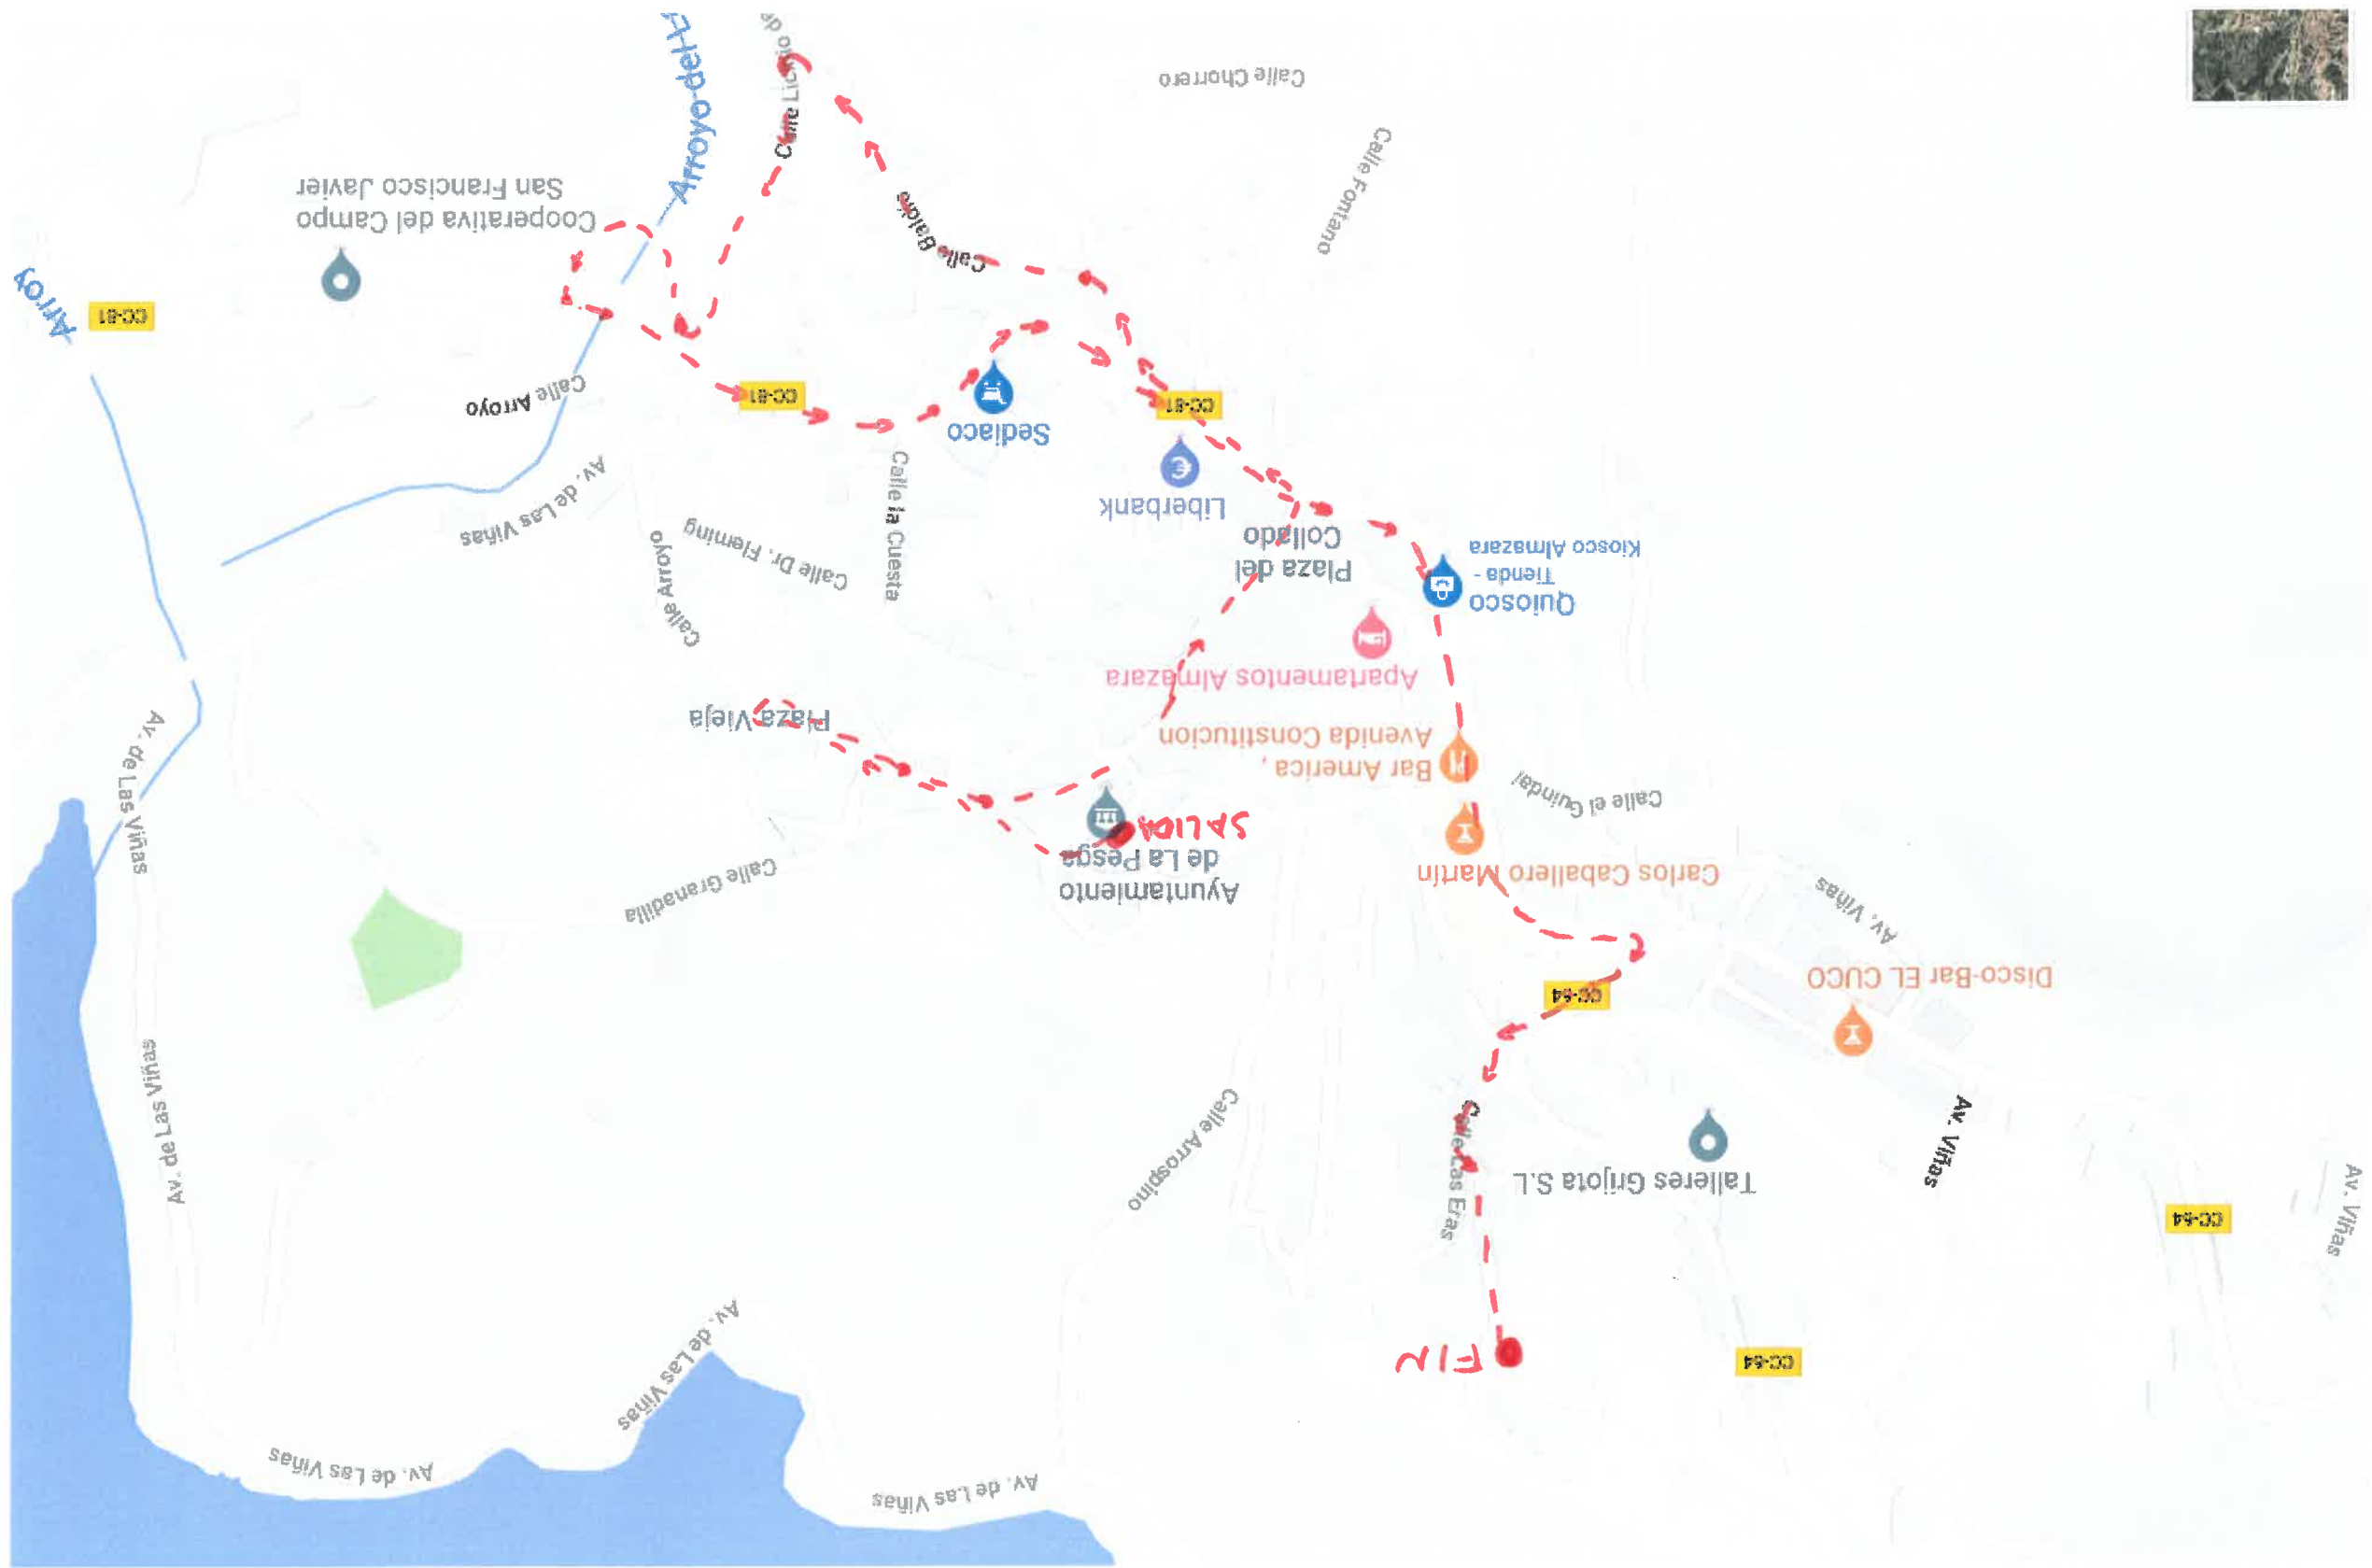 Av. de Las Viñas
Av. de Las Viñas
CC-64
FIN
Av. de Las Viñas
Av. Viñas
CC-64
Talleres Grijota S.L
Calle Las Eras
Calle Arrospino
Av. Viñas
Av. de Las Viñas
Disco-Bar EL CUCO
CC-64
Av. Viñas
Ayuntamiento
de La Pesga
Calle Granadilla
Carlos Caballero Martín
SALIDA
Calle el Guindal
Av. de Las Viñas
Bar America ,
Avenida Constitucion
Plaza Vieja
Apartamentos Almazara
Quiosco
Tienda -
Kiosco Almazara
Plaza del
Collado
Calle Arroyo
Calle Dr. Fleming
Calle la Cuesta
Liberbank
Av. de Las Viñas
Sediaco
CC-81
CC-81
Calle Arroyo
CC-81
Arroy
Calle
Cooperativa del Campo
San Francisco Javier
Calle Fontano
Arroyo del
Calle Licinio de
Calle Chorrero